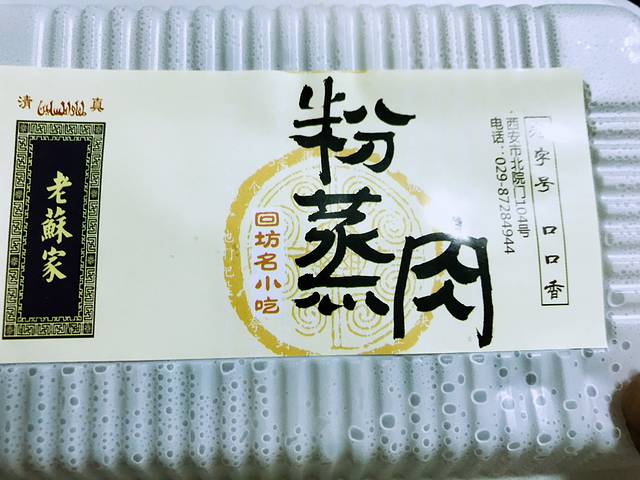 清 真
老蘇家
回坊名小吃
粉蒸肉
西安市北院门104号
电话:029-87284944
字号 口口香